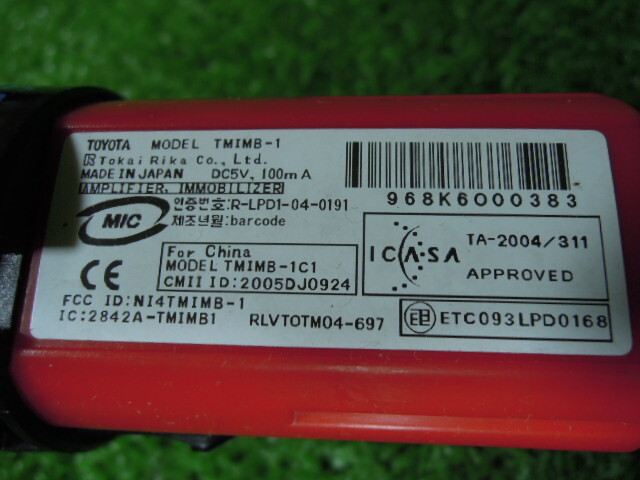 TOYOTA MODEL TMIMB-1
Tokai Rika Co., Ltd.
MADE IN JAPAN DC5V, 100mA
AMPLIFIER, IMMOBILIZER
968K6000383
MIC
인증번호:R-LPD1-04-0191
제조년월:barcode
For China
MODEL TMIMB-1C1
CMII ID:2005DJ0924
ICASA
TA-2004/311
APPROVED
CE
FCC ID:NI4TMIMB-1
IC:2842A-TMIMB1
RLVTOTM04-697
ETC093LPD0168